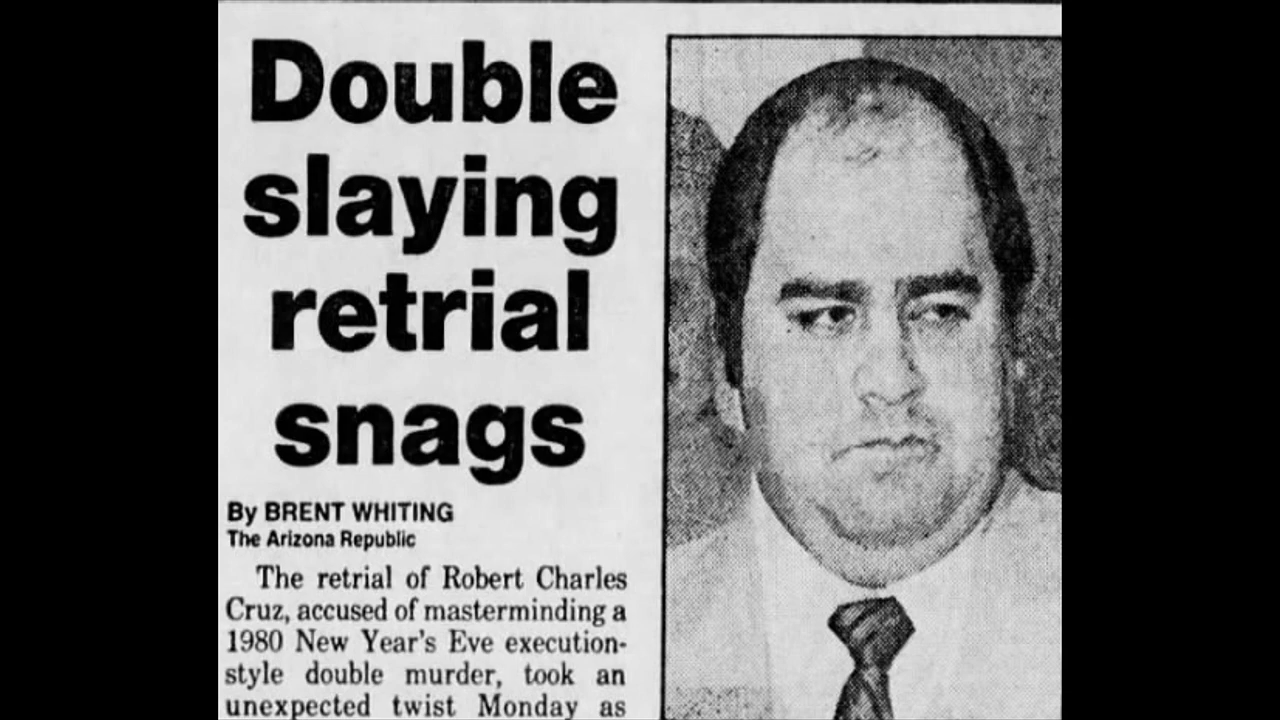 Double
slaying
retrial
snags
By BRENT WHITING
The Arizona Republic
The retrial of Robert Charles
Cruz, accused of masterminding a
1980 New Year's Eve execution-
style double murder, took an
unexpected twist Monday as